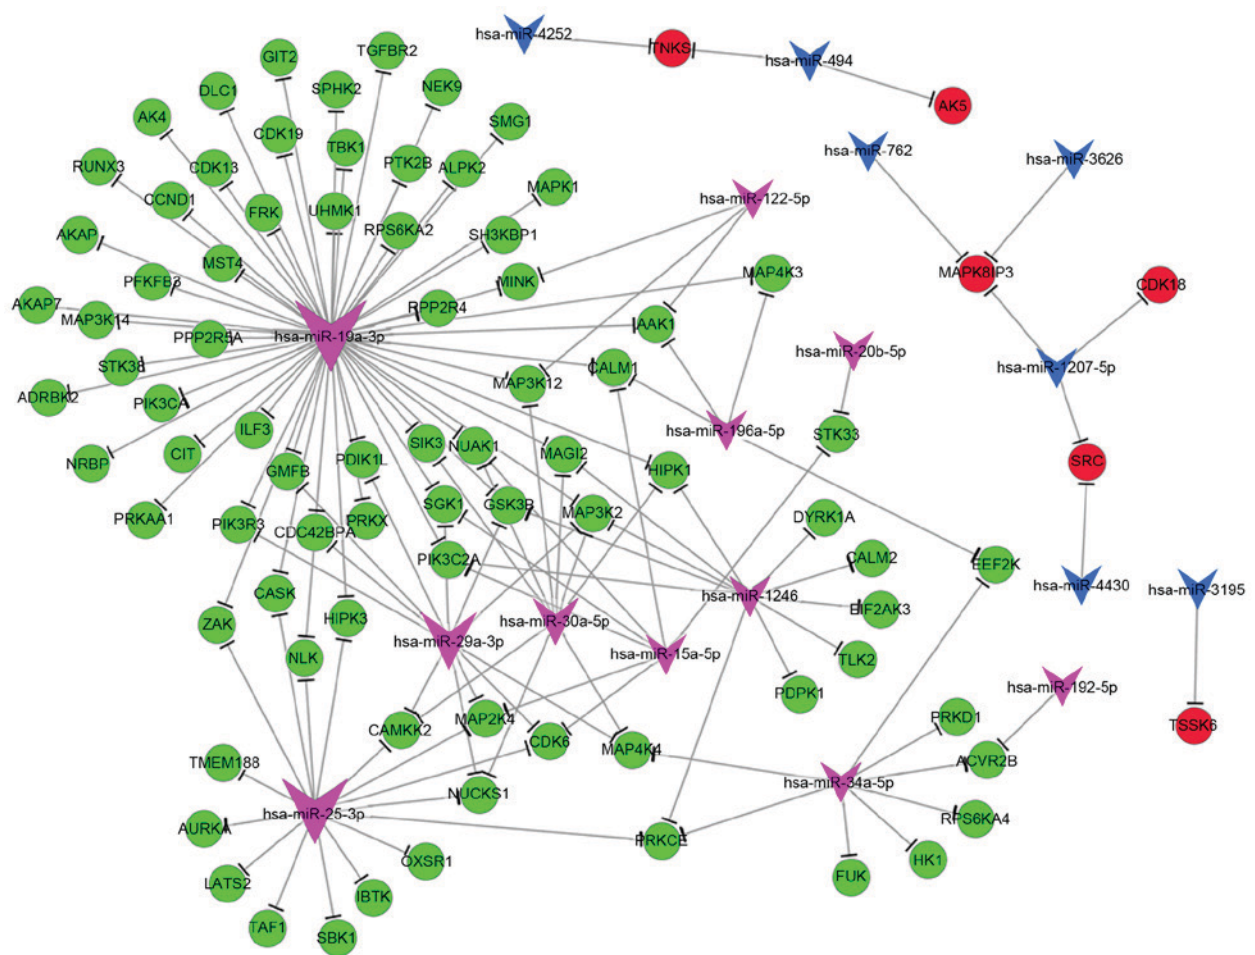 hsa-miR-4252
TNKS
hsa-miR-494
AK5
TGFBR2
GIT2
SPHK2
NEK9
DLC1
AK4
CDK19
TBK1
SMG1
PTK2B
ALPK2
RUNX3
CDK13
CCND1
FRK
UHMK1
RPS6KA2
MAPK1
SH3KBP1
AKAP
MST4
PFKFB3
MINK
AKAP7
MAP3K14
PPP2R5A
hsa-miR-19a-3p
RPP2R4
hsa-miR-122-5p
MAP4K3
AAK1
hsa-miR-762
hsa-miR-3626
MAPK8IP3
CDK18
hsa-miR-1207-5p
hsa-miR-20b-5p
STK38
ADRBK2
PIK3CA
MAP3K12
CALM1
hsa-miR-196a-5p
STK33
SRC
NRBP
CIT
ILF3
GMFB
PDIK1L
SIK3
NUAK1
MAGI2
HIPK1
PRKAA1
PIK3R3
CDC42BPA
PRKX
SGK1
GSK3B
MAP3K2
DYRK1A
PIK3C2A
CALM2
EEF2K
hsa-miR-4430
hsa-miR-3195
ZAK
CASK
HIPK3
hsa-miR-29a-3p
hsa-miR-30a-5p
hsa-miR-1246
EIF2AK3
NLK
hsa-miR-15a-5p
TLK2
PDPK1
hsa-miR-192-5p
TSSK6
CAMKK2
MAP2K4
CDK6
MAP4K4
PRKD1
ACVR2B
TMEM188
hsa-miR-25-3p
NUCKS1
hsa-miR-34a-5p
RPS6KA4
AURKA
OXSR1
PRKCE
HK1
FUK
LATS2
IBTK
TAF1
SBK1